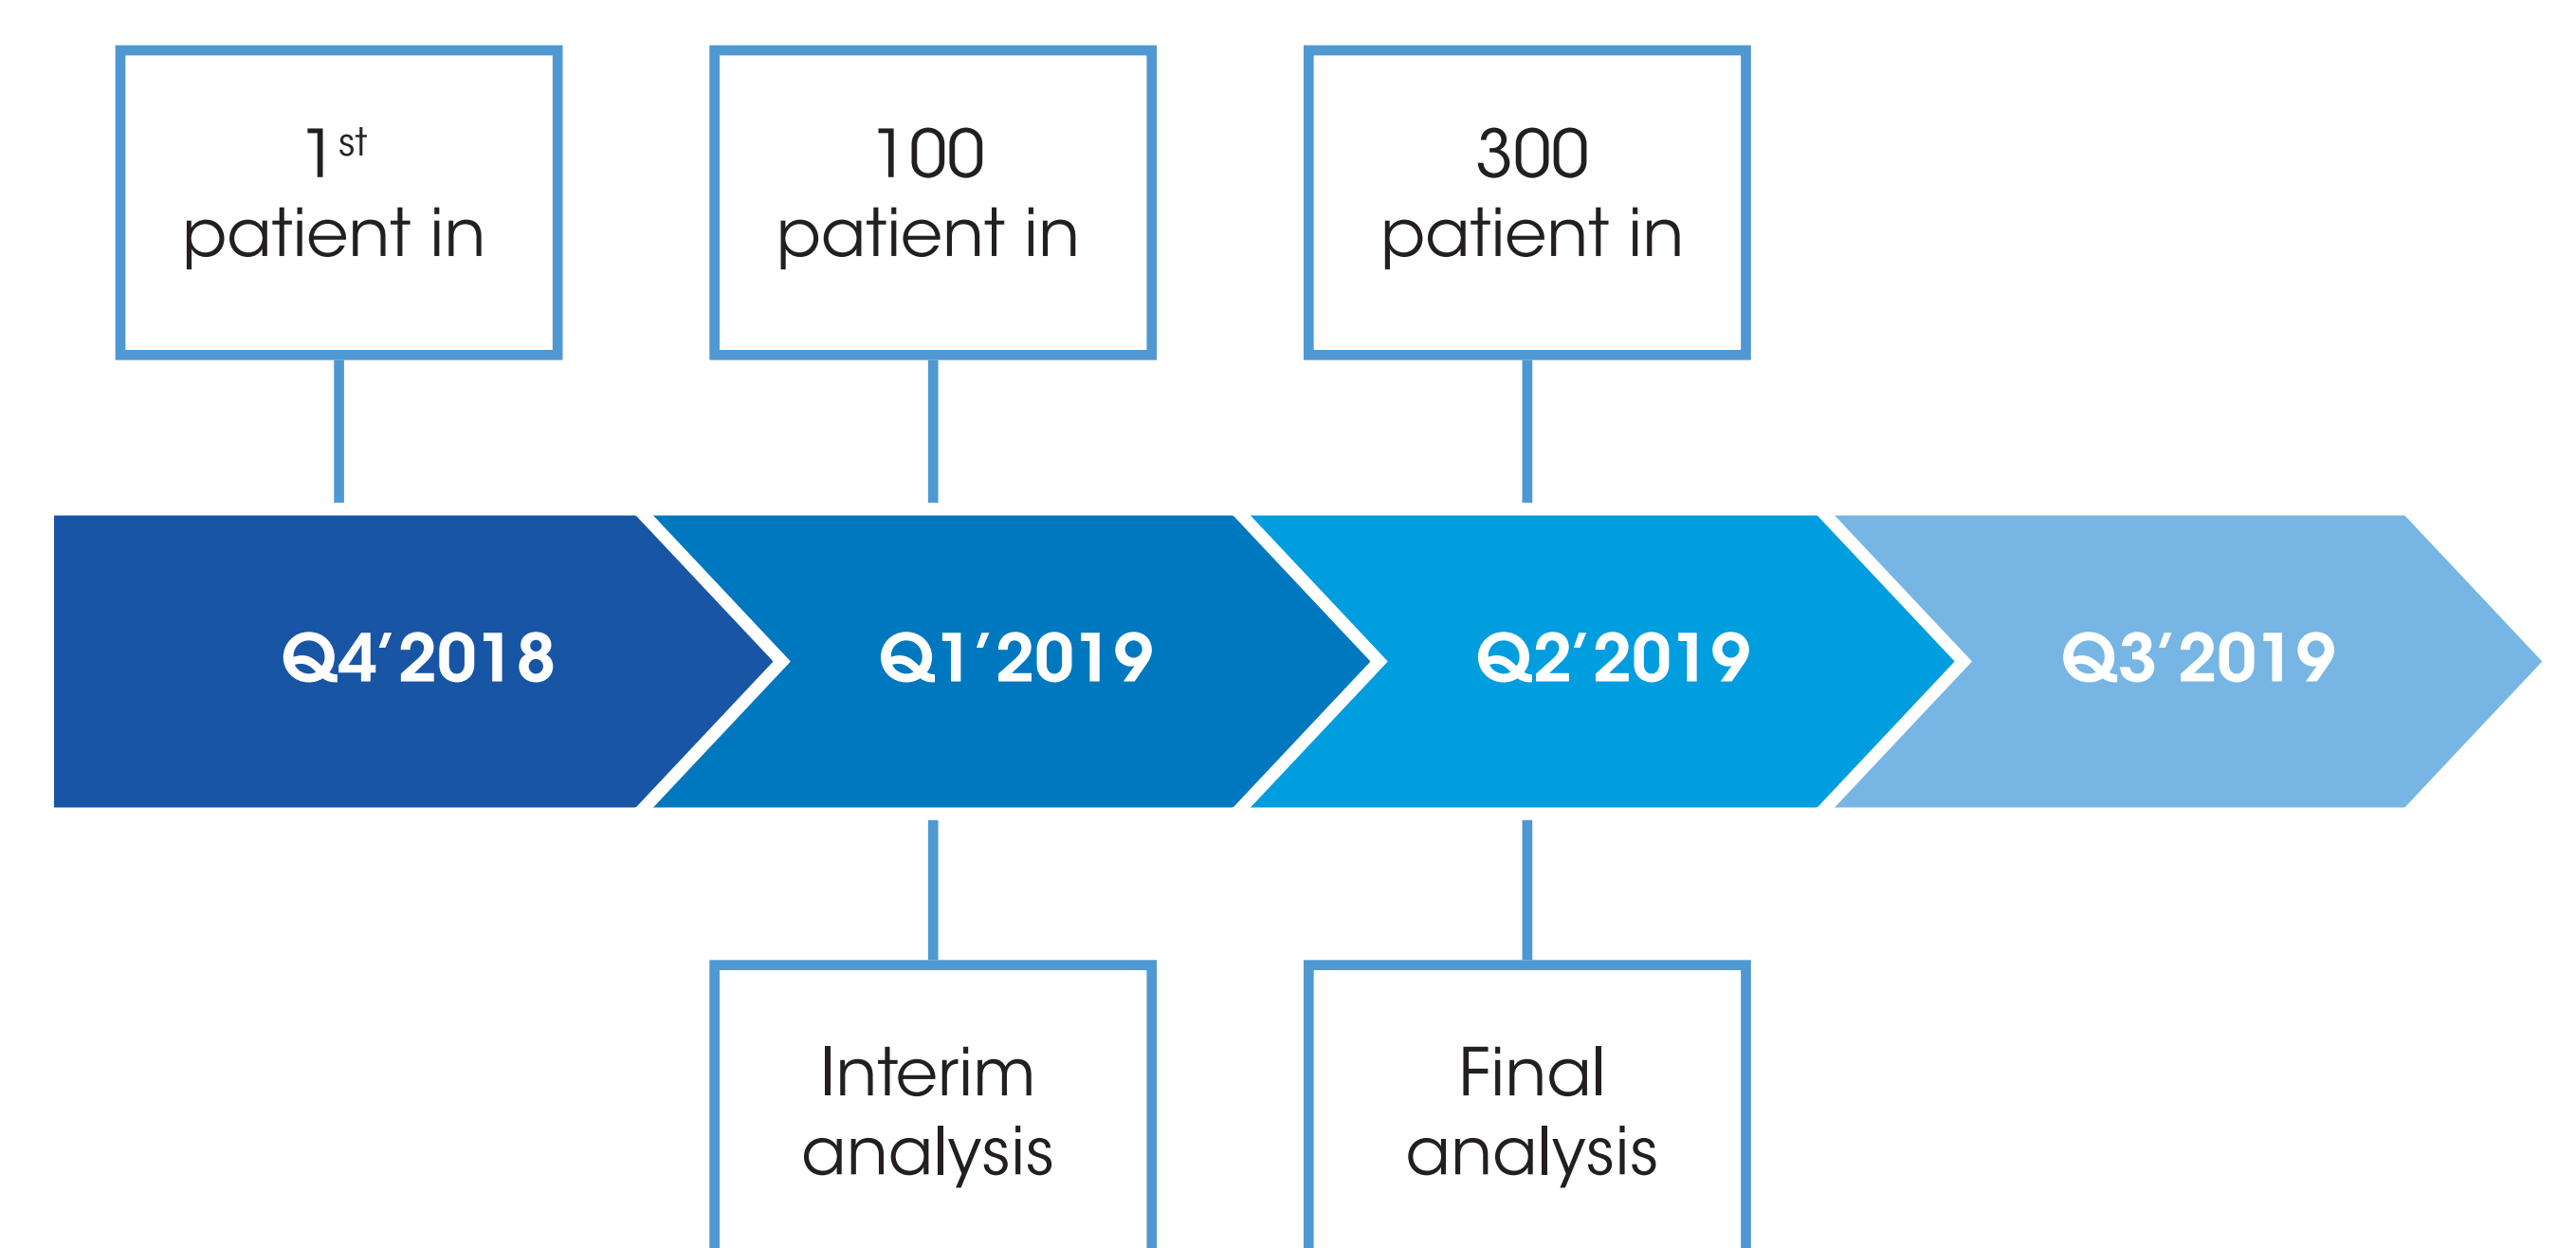 1st
patient in
100
patient in
300
patient in
Q4'2018
Q1'2019
Q2'2019
Q3'2019
Interim
analysis
Final
analysis